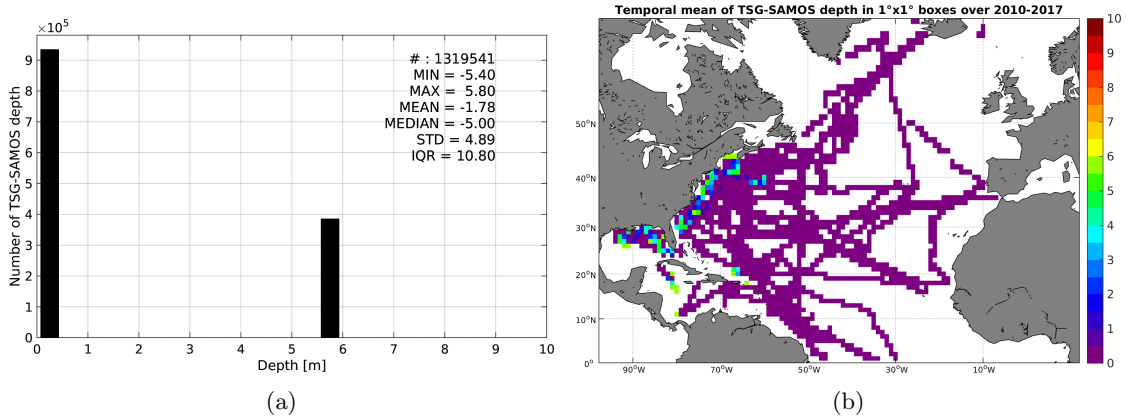 ×10⁵
9
8
7
6
5
4
3
2
1
0
Number of TSG-SAMOS depth
# : 1319541
MIN = -5.40
MAX = 5.80
MEAN = -1.78
MEDIAN = -5.00
STD = 4.89
IQR = 10.80
0 1 2 3 4 5 6 7 8 9 10
Depth [m]
(a)
Temporal mean of TSG-SAMOS depth in 1°x1° boxes over 2010-2017
50°N
40°N
30°N
20°N
10°N
0°
90°W 70°W 50°W 30°W 10°W
10
9
8
7
6
5
4
3
2
1
0
(b)